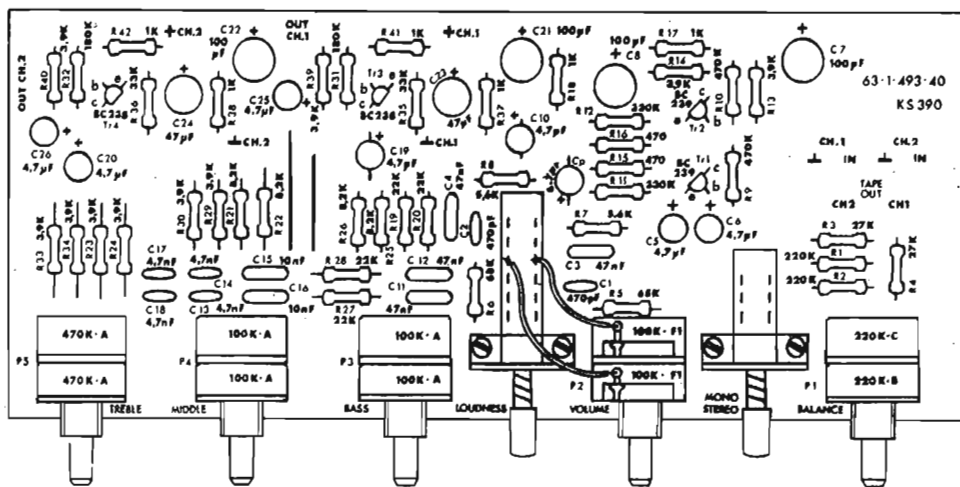 OUT CH.2
R40
3,9K
R32
180K
R42 1K
CH.2
C22
100 µF
OUT CH.1
R39
3,9K
180K
R31
R41 1K
CH.1
C21 100µF
100µF
C8
R17 1K
R14
3,9K
470K
R10
3,9K
R13
C7
100µF
63·1·493·40
KS 390
b e
c
BC238
Tr4
33K
R36
C24
47µF
1K
R38
C25
4,7µF
Tr3
b e
c
BC238
33K
R35
C23
47µF
1K
R37
1K
R18
R12 330K
R16 470
R15 470
R11 330K
BC
239
c
e b
Tr2
C26
4,7µF
C20
4,7µF
CH.2
C19
4,7µF
CH.1
C10
4,7µF
BC
239
Tr1
c
e b
470K
R9
CH.1
IN
CH.2
IN
TAPE
OUT
CH2
CH1
3,9K
R30
3,9K
R29
8,2K
R21
8,2K
R22
8,2K
R26
8,2K
R25
22K
R19
22K
R20
C4
47nF
C2
470pF
R8
5,6K
C9
R7 5,6K
C5
4,7µF
C6
4,7µF
R3 27K
220K R1
220K R2
27K
R4
3,9K
R33
3,9K
R34
3,9K
R23
3,9K
R24
C17
4,7nF
4,7nF
C14
C15 10nF
C16
10nF
R28 22K
R27
22K
C12 47nF
C11
47nF
68K
R6
C3
47nF
C1
470pF
R5 68K
C18
4,7nF
C13 4,7nF
P5
470K·A
470K·A
TREBLE
P4
100K·A
100K·A
MIDDLE
P3
100K·A
100K·A
BASS
LOUDNESS
P2
100K·F1
100K·F1
VOLUME
MONO
STEREO
P1
220K·C
220K·B
BALANCE